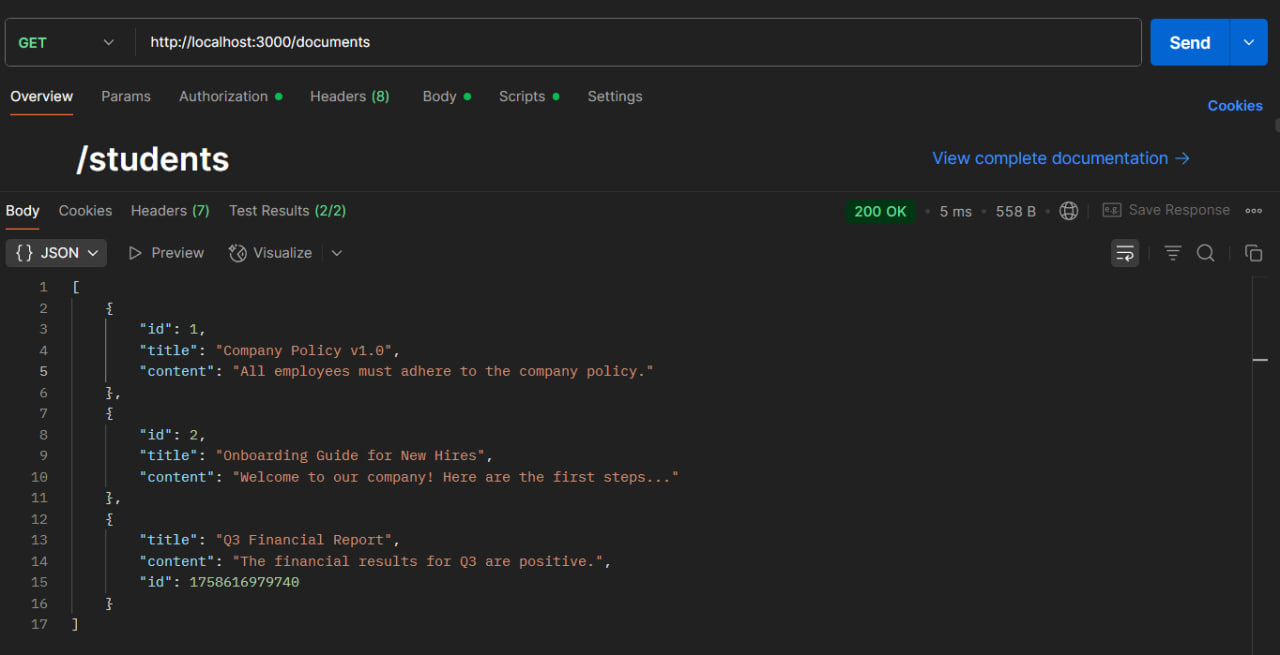 GET http://localhost:3000/documents Send
Overview Params Authorization Headers (8) Body Scripts Settings Cookies
/students View complete documentation →
Body Cookies Headers (7) Test Results (2/2) 200 OK • 5 ms • 558 B • e.g. Save Response
{} JSON Preview Visualize
1 [
2 {
3 "id": 1,
4 "title": "Company Policy v1.0",
5 "content": "All employees must adhere to the company policy."
6 },
7 {
8 "id": 2,
9 "title": "Onboarding Guide for New Hires",
10 "content": "Welcome to our company! Here are the first steps..."
11 },
12 {
13 "title": "Q3 Financial Report",
14 "content": "The financial results for Q3 are positive.",
15 "id": 1758616979740
16 }
17 ]